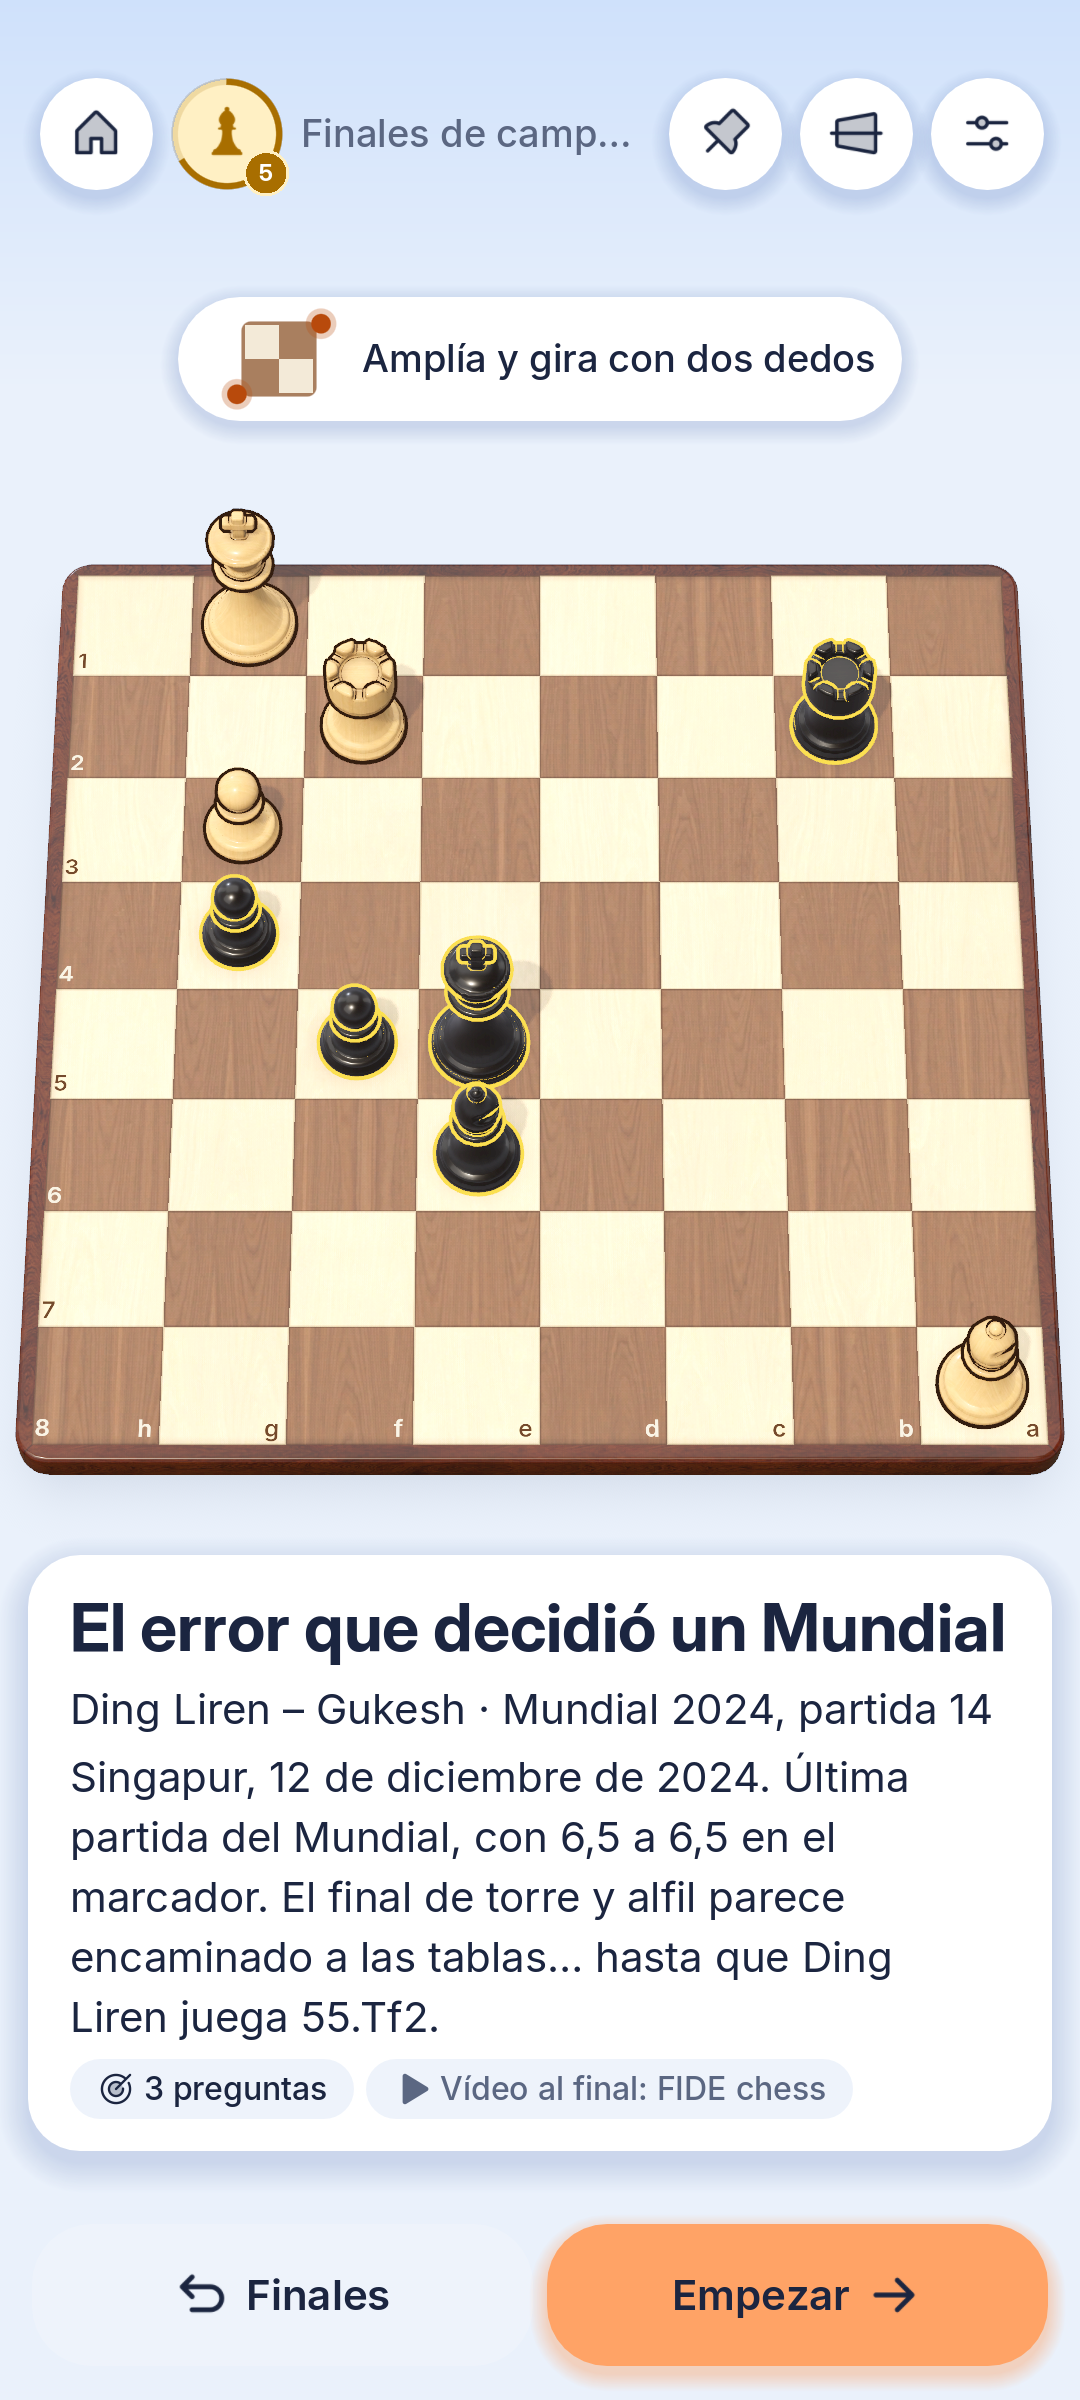 5
Finales de camp...
Amplía y gira con dos dedos
1
2
3
4
5
6
7
8 h g f e d c b a
El error que decidió un Mundial
Ding Liren – Gukesh · Mundial 2024, partida 14
Singapur, 12 de diciembre de 2024. Última
partida del Mundial, con 6,5 a 6,5 en el
marcador. El final de torre y alfil parece
encaminado a las tablas... hasta que Ding
Liren juega 55.Tf2.
3 preguntas
Vídeo al final: FIDE chess
Finales
Empezar